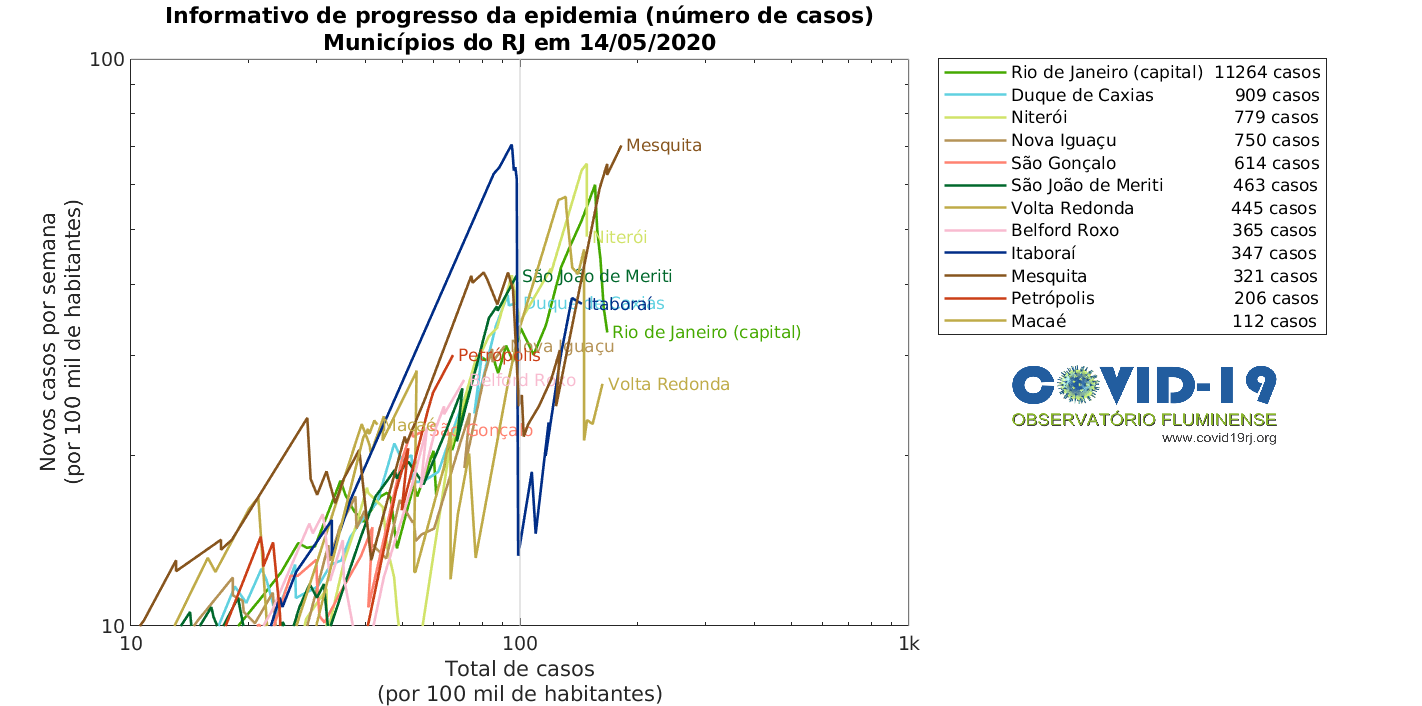 Informativo de progresso da epidemia (número de casos)
Municípios do RJ em 14/05/2020
Novos casos por semana
(por 100 mil de habitantes)
100
10
10
100
1k
Total de casos
(por 100 mil de habitantes)
Mesquita
Niterói
São João de Meriti
Duque de Caxias
Itaboraí
Rio de Janeiro (capital)
Nova Iguaçu
Petrópolis
Belford Roxo
Volta Redonda
Macaé
São Gonçalo
Rio de Janeiro (capital) 11264 casos
Duque de Caxias 909 casos
Niterói 779 casos
Nova Iguaçu 750 casos
São Gonçalo 614 casos
São João de Meriti 463 casos
Volta Redonda 445 casos
Belford Roxo 365 casos
Itaboraí 347 casos
Mesquita 321 casos
Petrópolis 206 casos
Macaé 112 casos
COVID-19
OBSERVATÓRIO FLUMINENSE
www.covid19rj.org